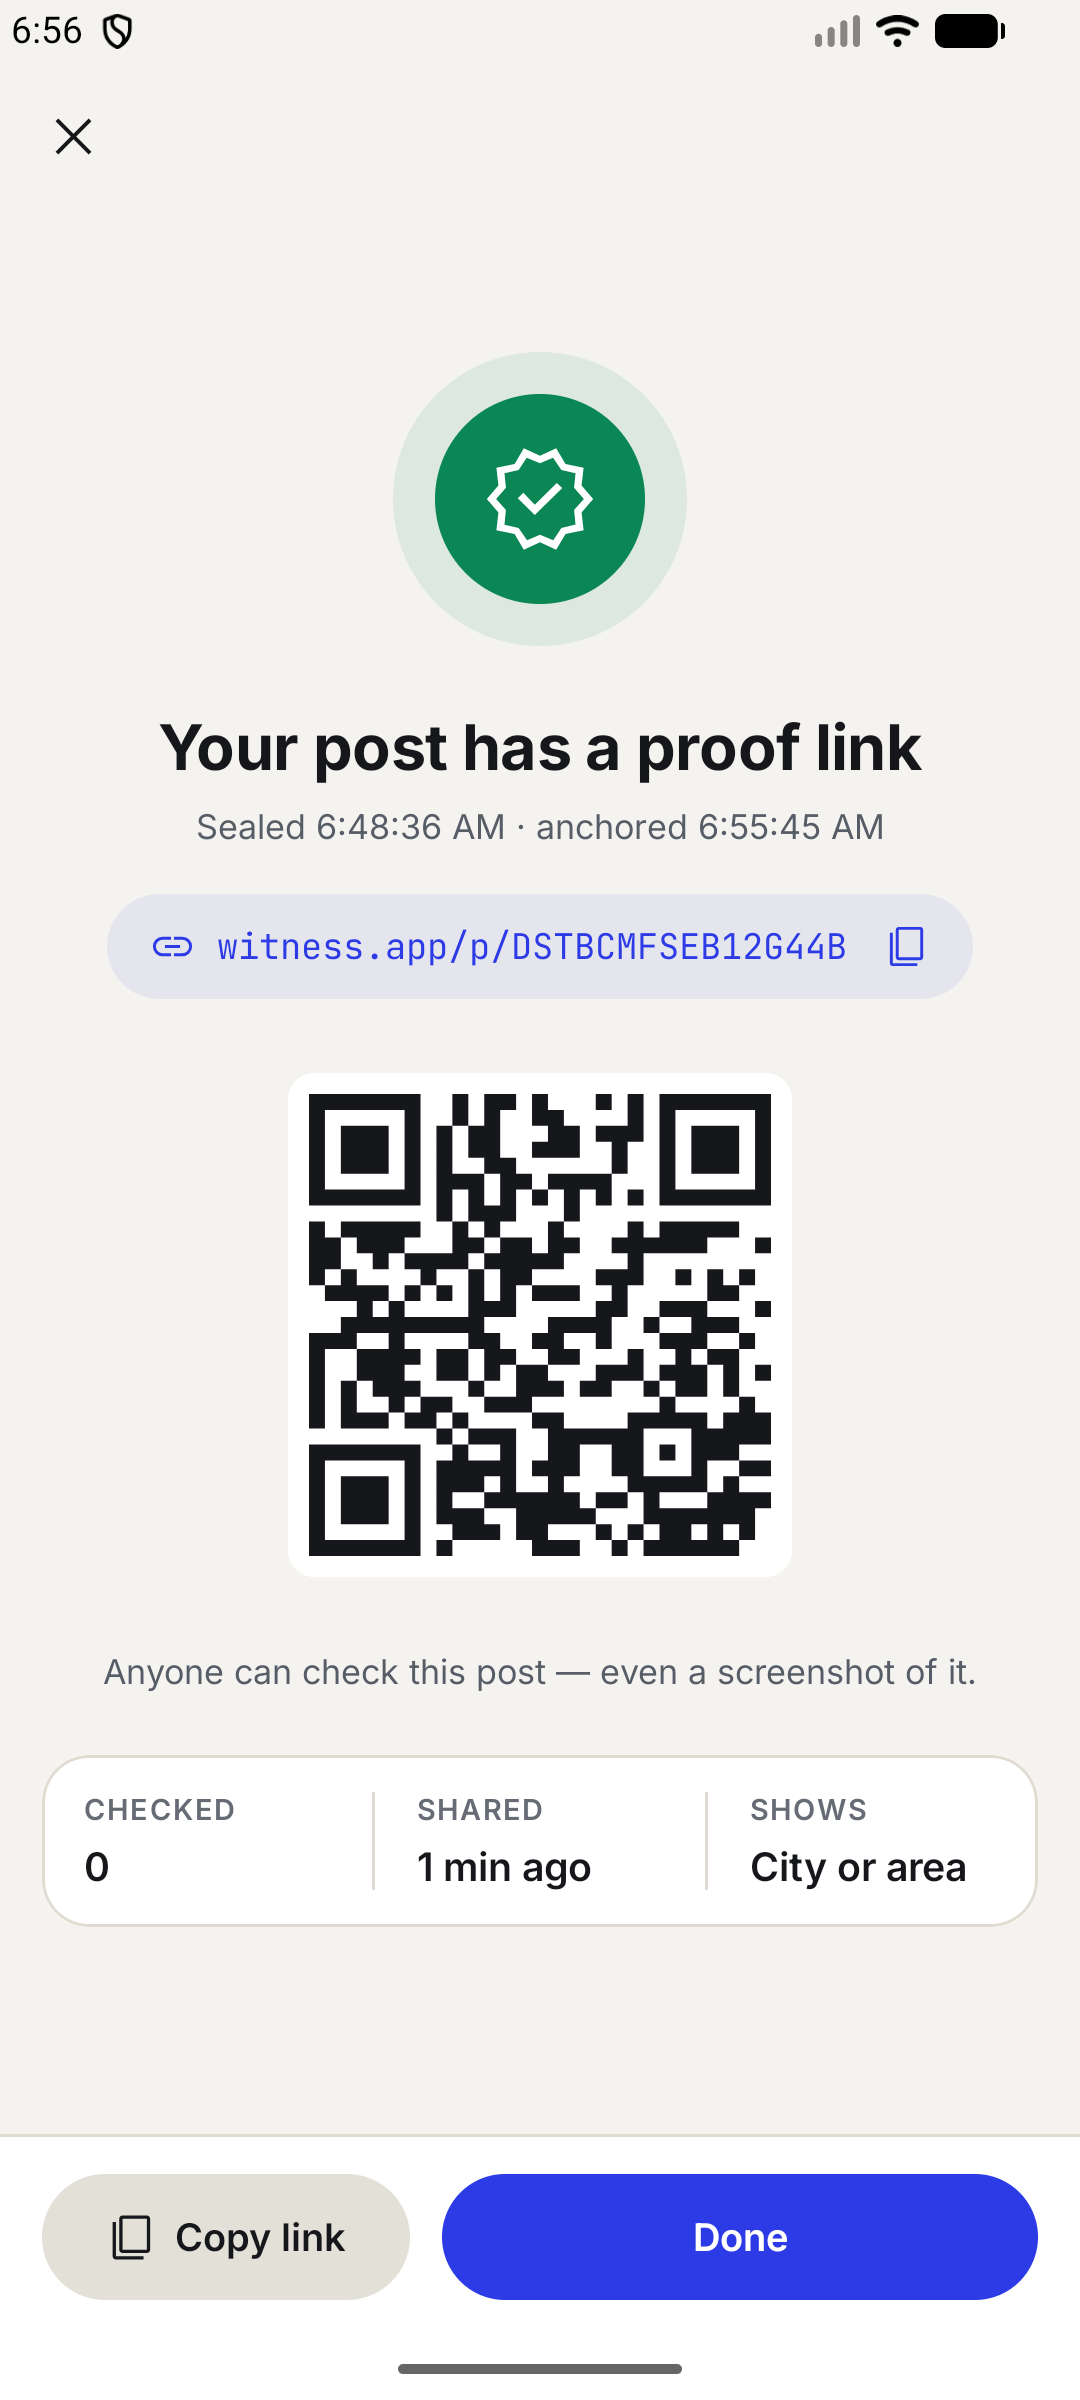 6:56
Your post has a proof link
Sealed 6:48:36 AM · anchored 6:55:45 AM
witness.app/p/DSTBCMFSEB12G44B
Anyone can check this post — even a screenshot of it.
CHECKED
0
SHARED
1 min ago
SHOWS
City or area
Copy link
Done